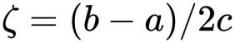 ζ = (b − a)/2c